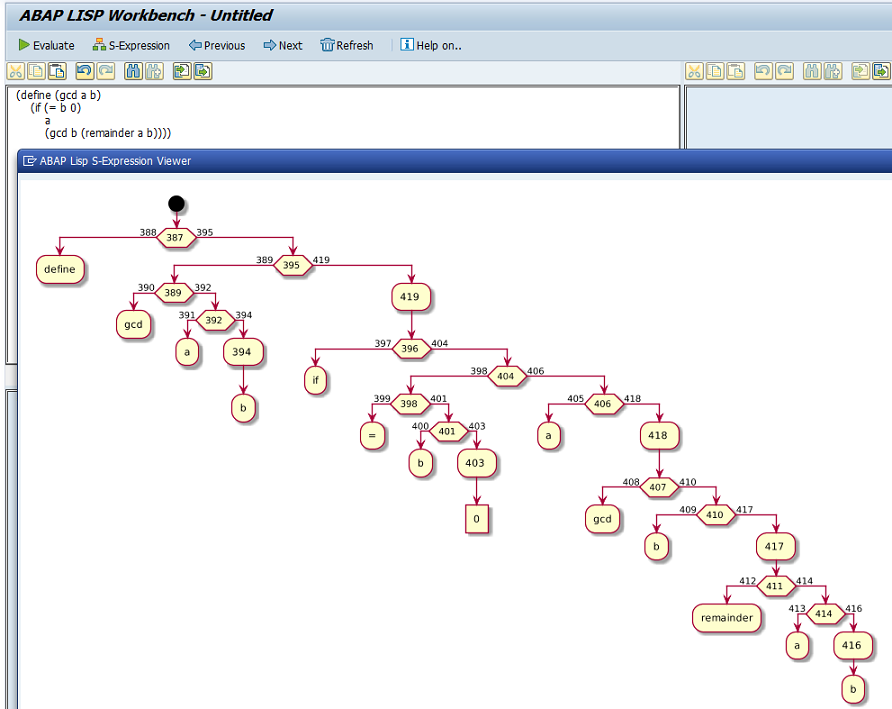 ABAP LISP Workbench - Untitled
Evaluate S-Expression Previous Next Refresh Help on..
(define (gcd a b)
(if (= b 0)
a
(gcd b (remainder a b))))
ABAP Lisp S-Expression Viewer
388 387 395
define
389 395 419
390 389 392
419
gcd
391 392 394
397 396 404
a
394
if
398 404 406
b
399 398 401
405 406 418
=
400 401 403
a
418
b
403
408 407 410
0
gcd
409 410 417
b
417
412 411 414
remainder
413 414 416
a
416
b